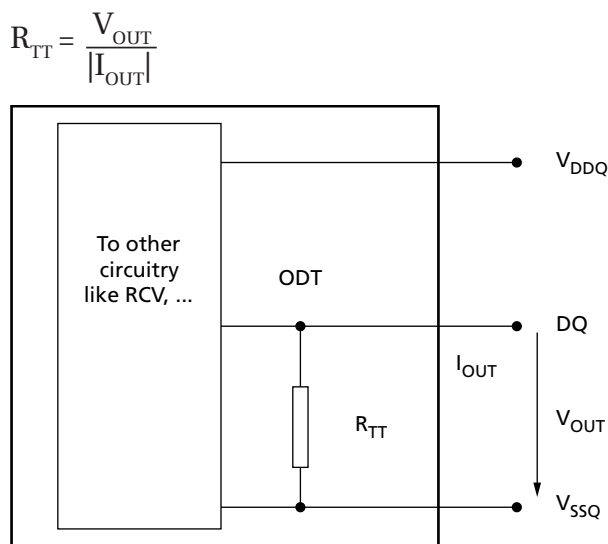 R_TT = V_OUT / |I_OUT|
V_DDQ
To other
circuitry
like RCV, ...
ODT
DQ
I_OUT
R_TT
V_OUT
V_SSQ